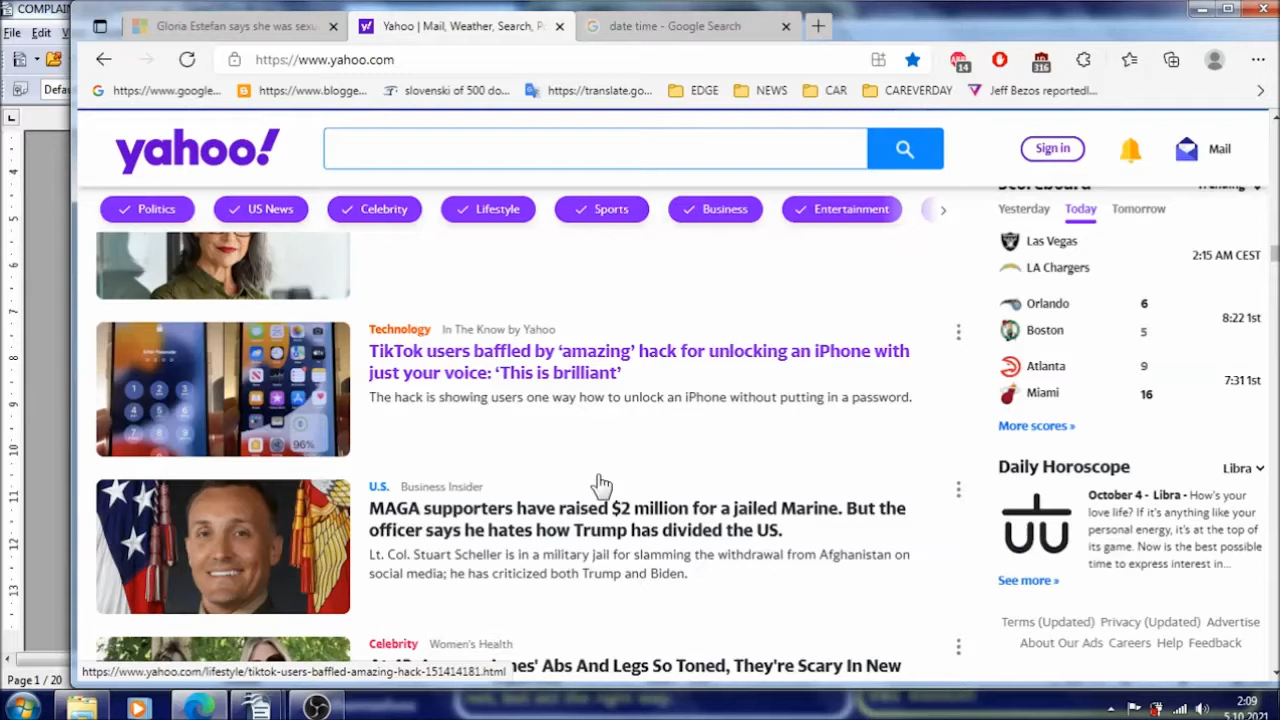 COMPLAIN
Gloria Estefan says she was sexu
Yahoo | Mail, Weather, Search, P
date time - Google Search
File Edit
https://www.yahoo.com
14
316
Defau
https://www.google...
https://www.blogge...
slovenski of 500 do...
https://translate.go...
EDGE
NEWS
CAR
CAREVERDAY
Jeff Bezos reportedl...
yahoo!
Sign in
Mail
Politics
US News
Celebrity
Lifestyle
Sports
Business
Entertainment
Scoreboard
Trending
Yesterday Today Tomorrow
Las Vegas
LA Chargers
2:15 AM CEST
Orlando 6
Boston 5
8:22 1st
Atlanta 9
Miami 16
7:31 1st
More scores »
Technology In The Know by Yahoo
TikTok users baffled by ‘amazing’ hack for unlocking an iPhone with
just your voice: ‘This is brilliant’
The hack is showing users one way how to unlock an iPhone without putting in a password.
96%
U.S. Business Insider
MAGA supporters have raised $2 million for a jailed Marine. But the
officer says he hates how Trump has divided the US.
Lt. Col. Stuart Scheller is in a military jail for slamming the withdrawal from Afghanistan on
social media; he has criticized both Trump and Biden.
Celebrity Women's Health
Abs And Legs So Toned, They're Scary In New
Daily Horoscope
Libra
October 4 - Libra - How's your
love life? If it's anything like your
personal energy, it's at the top of
its game. Now is the best possible
time to express interest in...
See more »
Terms (Updated) Privacy (Updated) Advertise
About Our Ads Careers Help Feedback
https://www.yahoo.com/lifestyle/tiktok-users-baffled-amazing-hack-151414181.html
Page 1 / 20
2:09
5.10.2021